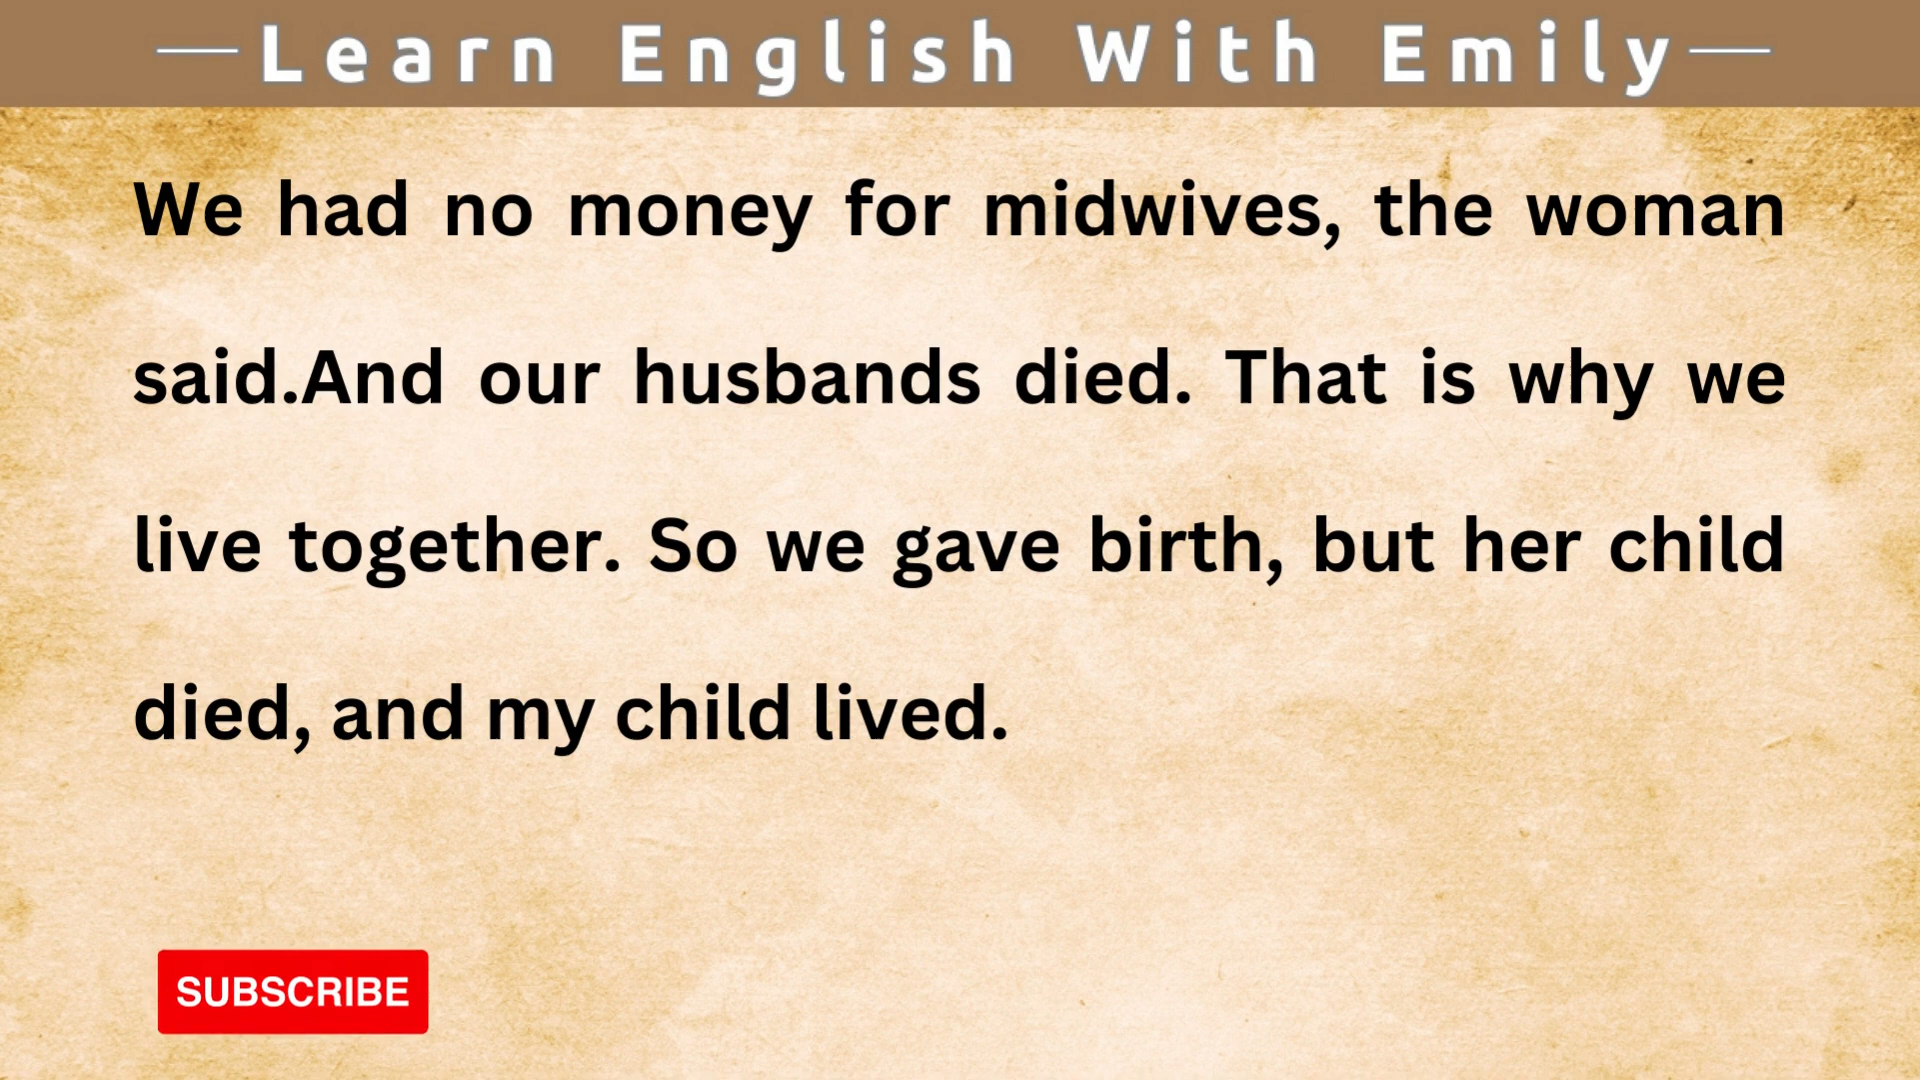 Learn English With Emily
We had no money for midwives, the woman
said.And our husbands died. That is why we
live together. So we gave birth, but her child
died, and my child lived.
SUBSCRIBE